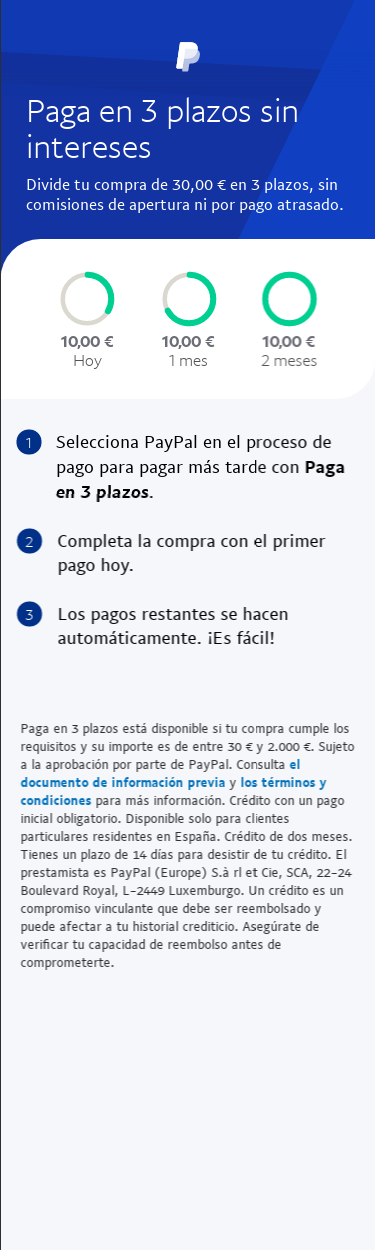 Paga en 3 plazos sin
intereses
Divide tu compra de 30,00 € en 3 plazos, sin
comisiones de apertura ni por pago atrasado.
10,00 € 10,00 € 10,00 €
Hoy 1 mes 2 meses
1 Selecciona PayPal en el proceso de
pago para pagar más tarde con Paga
en 3 plazos.
2 Completa la compra con el primer
pago hoy.
3 Los pagos restantes se hacen
automáticamente. ¡Es fácil!
Paga en 3 plazos está disponible si tu compra cumple los
requisitos y su importe es de entre 30 € y 2.000 €. Sujeto
a la aprobación por parte de PayPal. Consulta el
documento de información previa y los términos y
condiciones para más información. Crédito con un pago
inicial obligatorio. Disponible solo para clientes
particulares residentes en España. Crédito de dos meses.
Tienes un plazo de 14 días para desistir de tu crédito. El
prestamista es PayPal (Europe) S.à rl et Cie, SCA, 22-24
Boulevard Royal, L-2449 Luxemburgo. Un crédito es un
compromiso vinculante que debe ser reembolsado y
puede afectar a tu historial crediticio. Asegúrate de
verificar tu capacidad de reembolso antes de
comprometerte.